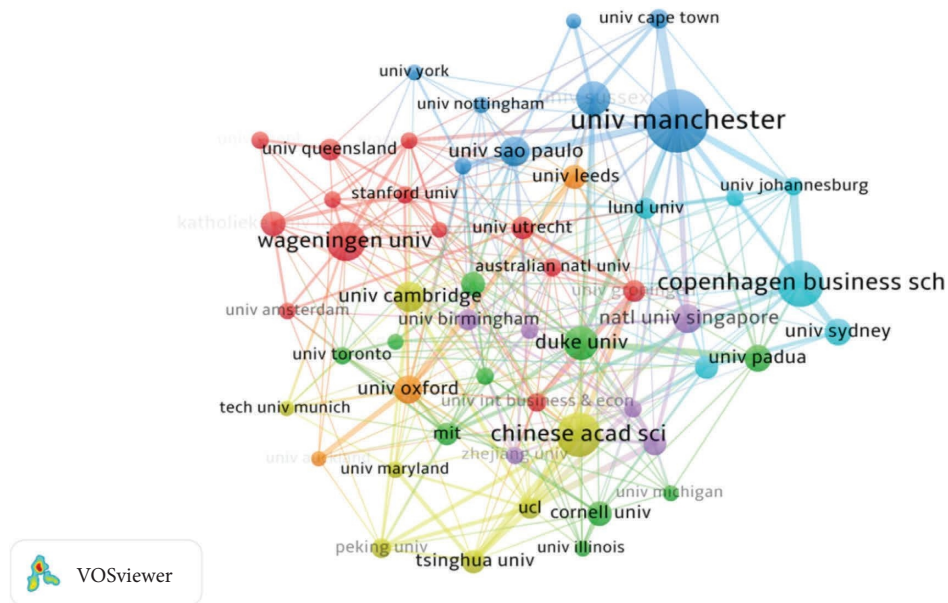 univ cape town
univ york
univ sussex
univ nottingham
univ manchester
univ queensland
univ sao paulo
univ leeds
univ johannesburg
stanford univ
lund univ
katholiek
univ utrecht
wageningen univ
australian natl univ
copenhagen business sch
univ cambridge
univ amsterdam
univ birmingham
natl univ singapore
univ sydney
duke univ
univ toronto
univ padua
univ oxford
univ int business & econ
tech univ munich
mit
chinese acad sci
zhejiang univ
univ maryland
univ michigan
ucl
cornell univ
peking univ
univ illinois
tsinghua univ
VOSviewer